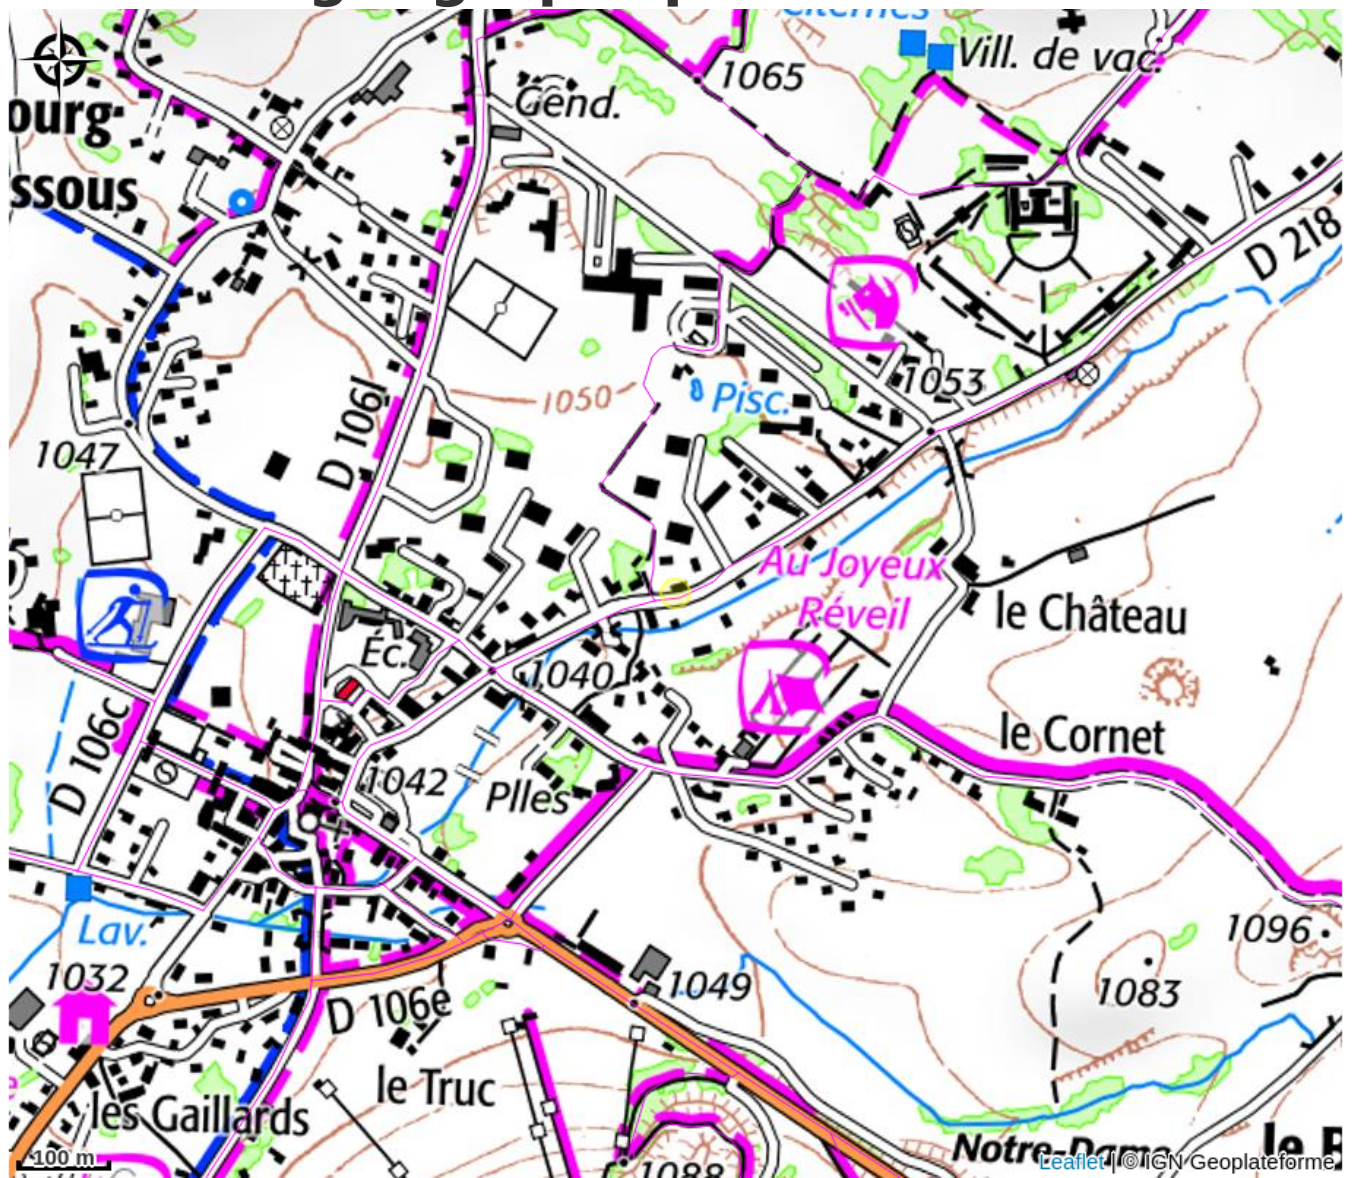 1065
Vill. de vac.
Gend.
ourg
ssous
D 218
1053
1050
Pisc.
D 106l
1047
Au Joyeux
Réveil
le Château
Éc.
1040
le Cornet
D 106c
1042
Plles
1096
Lav.
1032
1049
1083
D 106e
le Truc
les Gaillards
Notre-Dame
1088
100 m
Leaflet | © IGN Geoplateforme